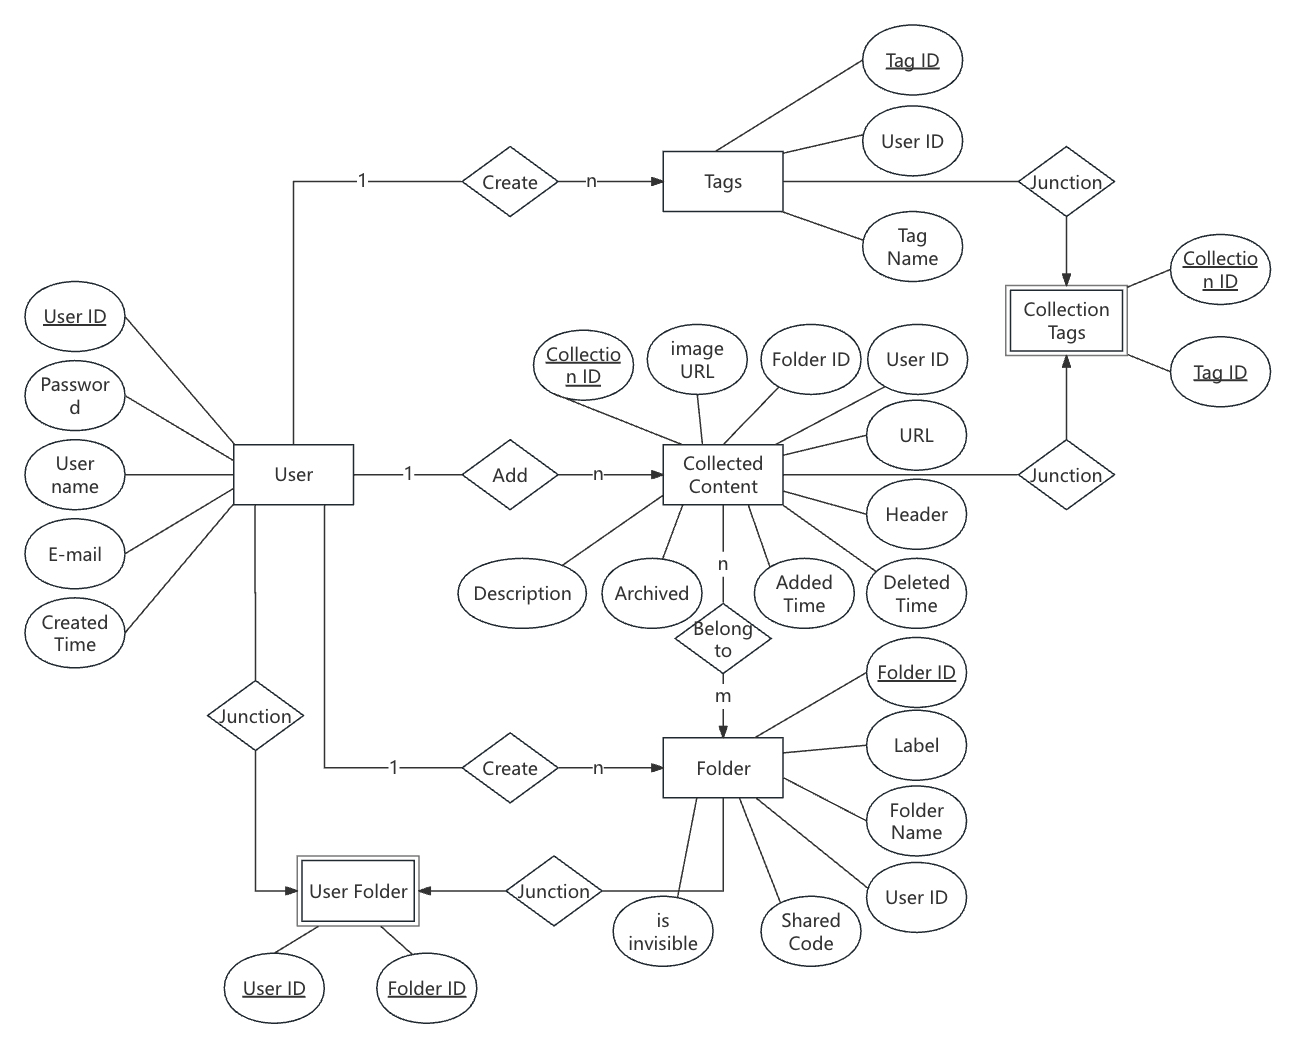 Tag ID
User ID
1
Create
n
Tags
Junction
Tag
Name
Collectio
n ID
User ID
Collection
Tags
Collectio
n ID
image
URL
Folder ID
User ID
Tag ID
Passwor
d
URL
User
name
User
1
Add
n
Collected
Content
Junction
Header
E-mail
n
Description
Archived
Added
Time
Deleted
Time
Created
Time
Belong
to
Folder ID
m
Junction
Label
1
Create
n
Folder
Folder
Name
User Folder
Junction
User ID
is
invisible
Shared
Code
User ID
Folder ID